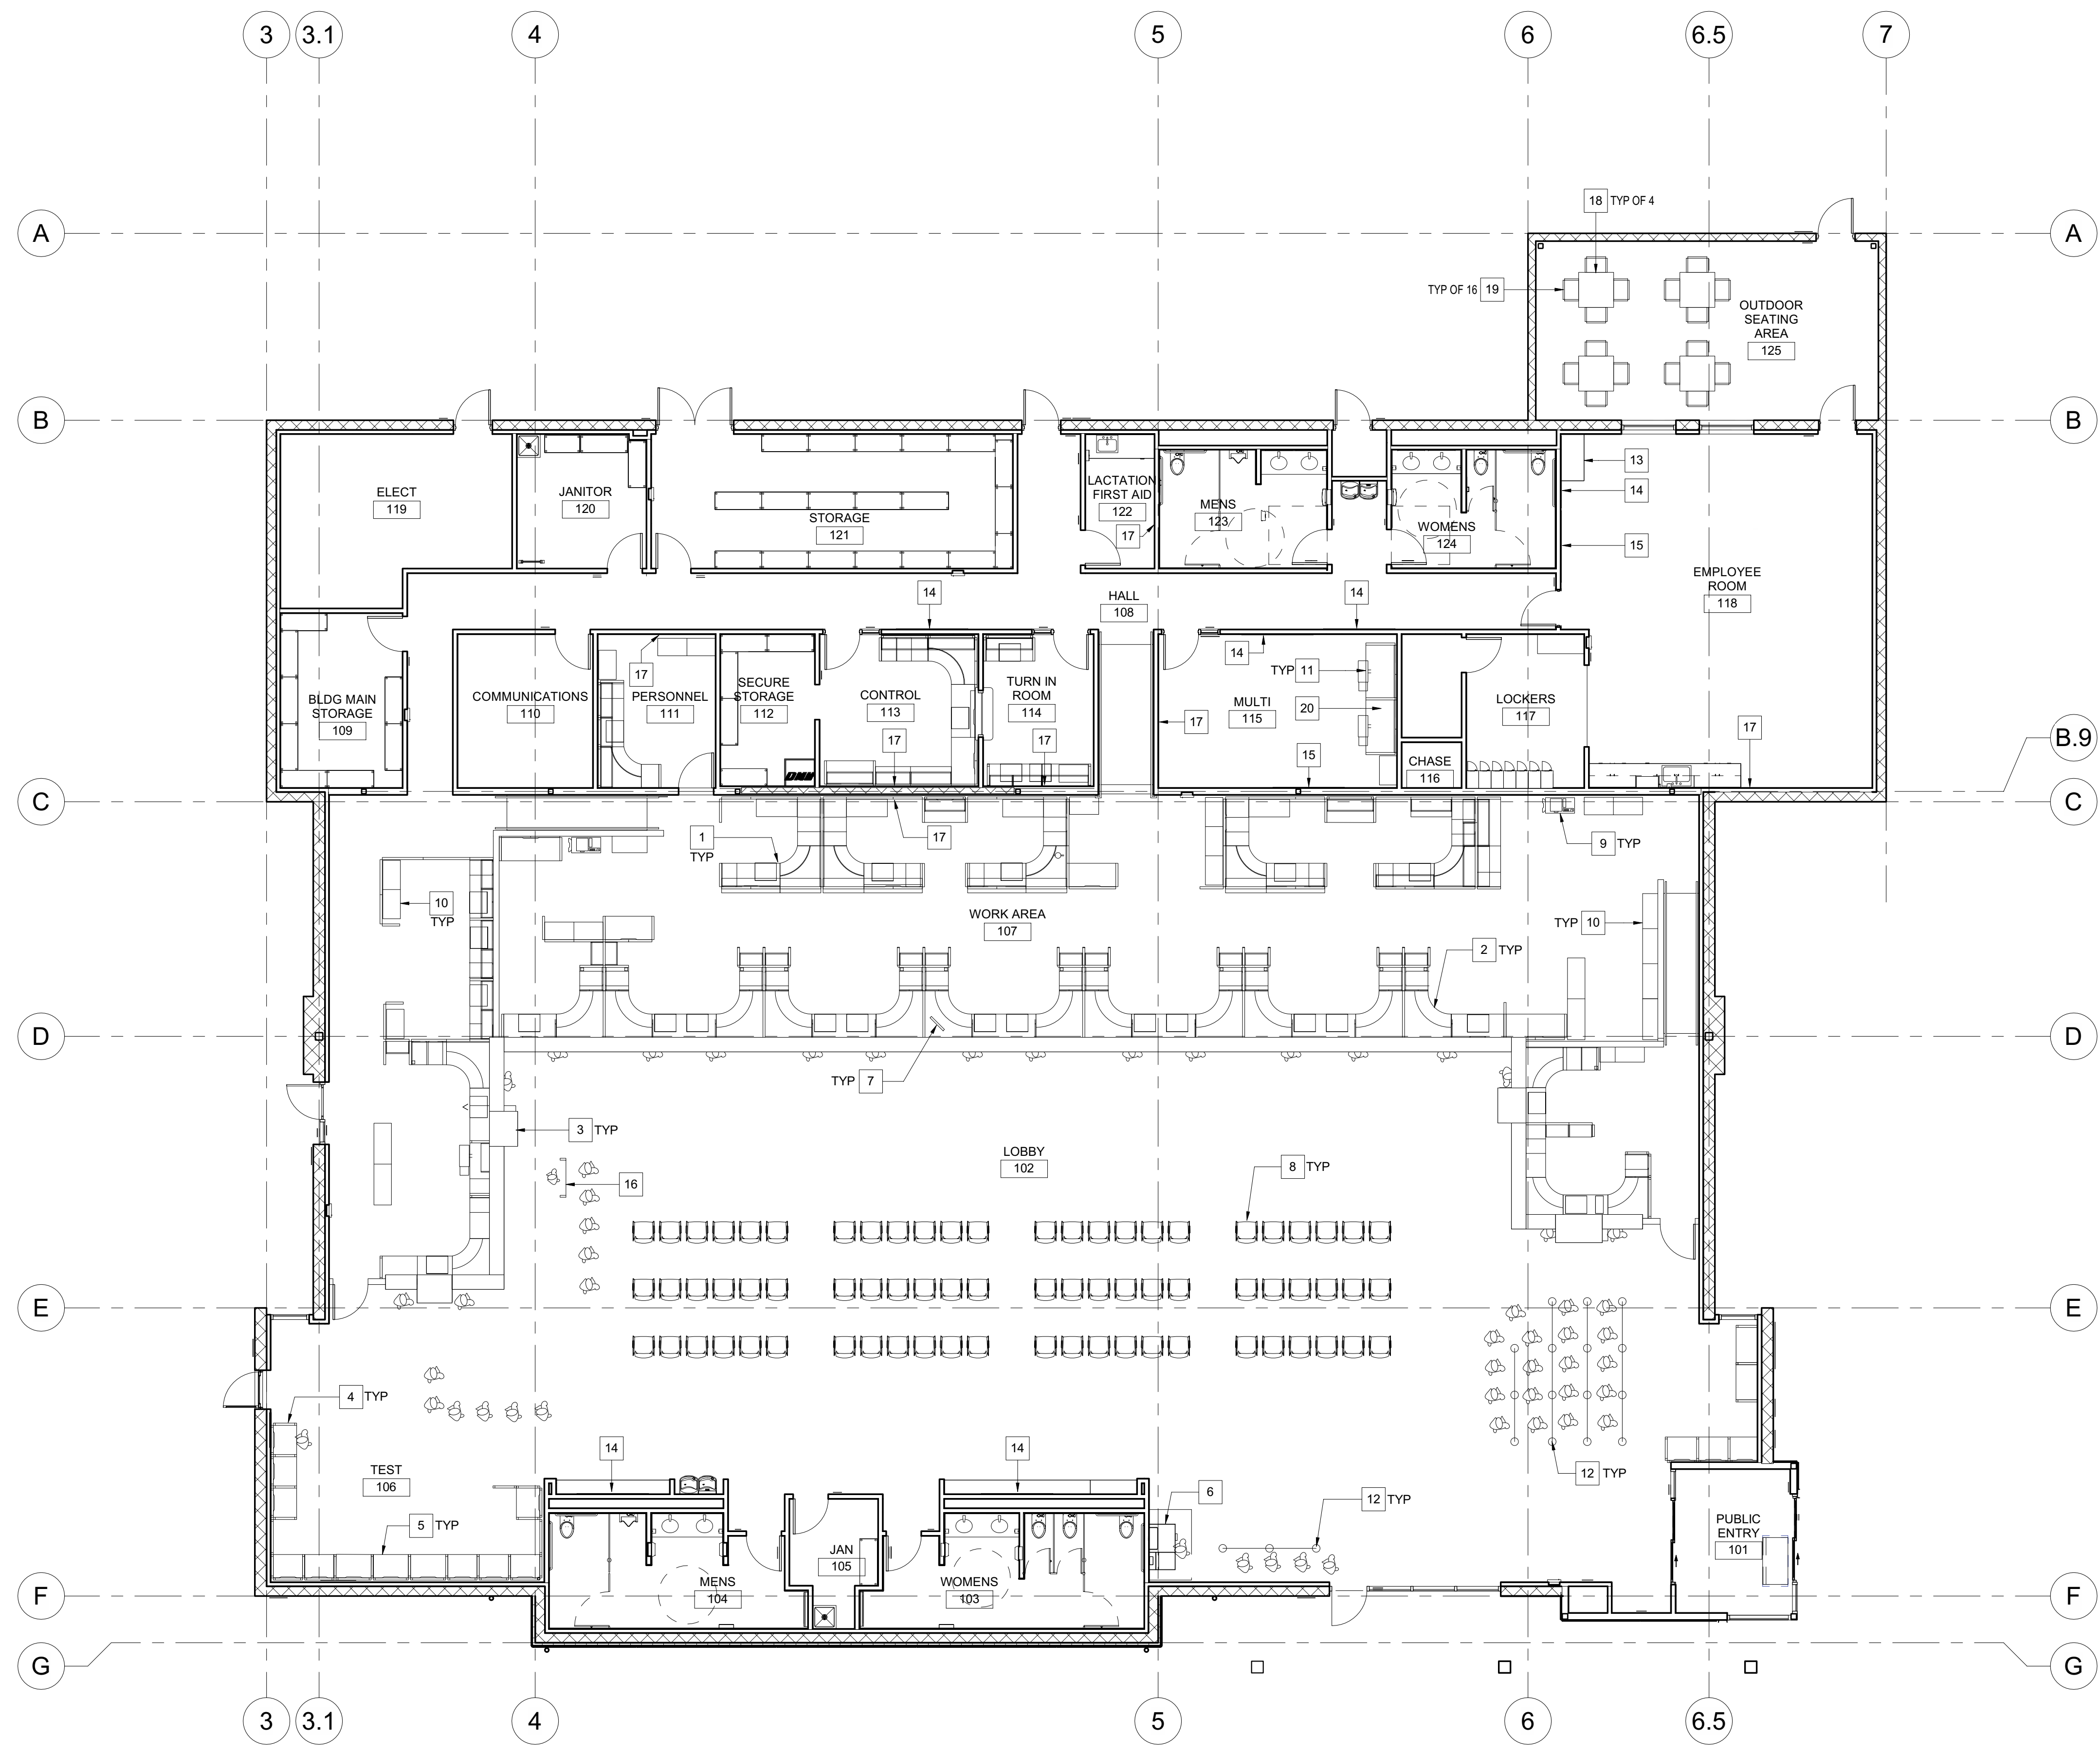 3
3.1
4
5
6
6.5
7
18 TYP OF 4
A
A
TYP OF 16 19
OUTDOOR
SEATING
AREA
125
B
B
13
LACTATION
FIRST AID
122
ELECT
119
JANITOR
120
14
MENS
123
STORAGE
121
WOMENS
124
17
15
EMPLOYEE
ROOM
118
14
HALL
108
14
14
TYP 11
17
SECURE
STORAGE
112
TURN IN
ROOM
114
COMMUNICATIONS
110
PERSONNEL
111
CONTROL
113
BLDG MAIN
STORAGE
109
MULTI
115
20
LOCKERS
117
17
17
17
17
B.9
15
CHASE
116
DMV
C
C
1
TYP
17
9 TYP
10
TYP
WORK AREA
107
TYP 10
2 TYP
D
D
TYP 7
3 TYP
LOBBY
102
8 TYP
16
E
E
4 TYP
14
14
TEST
106
12 TYP
6
12 TYP
5 TYP
PUBLIC
ENTRY
101
JAN
105
MENS
104
WOMENS
103
F
F
G
G
3
3.1
4
5
6
6.5